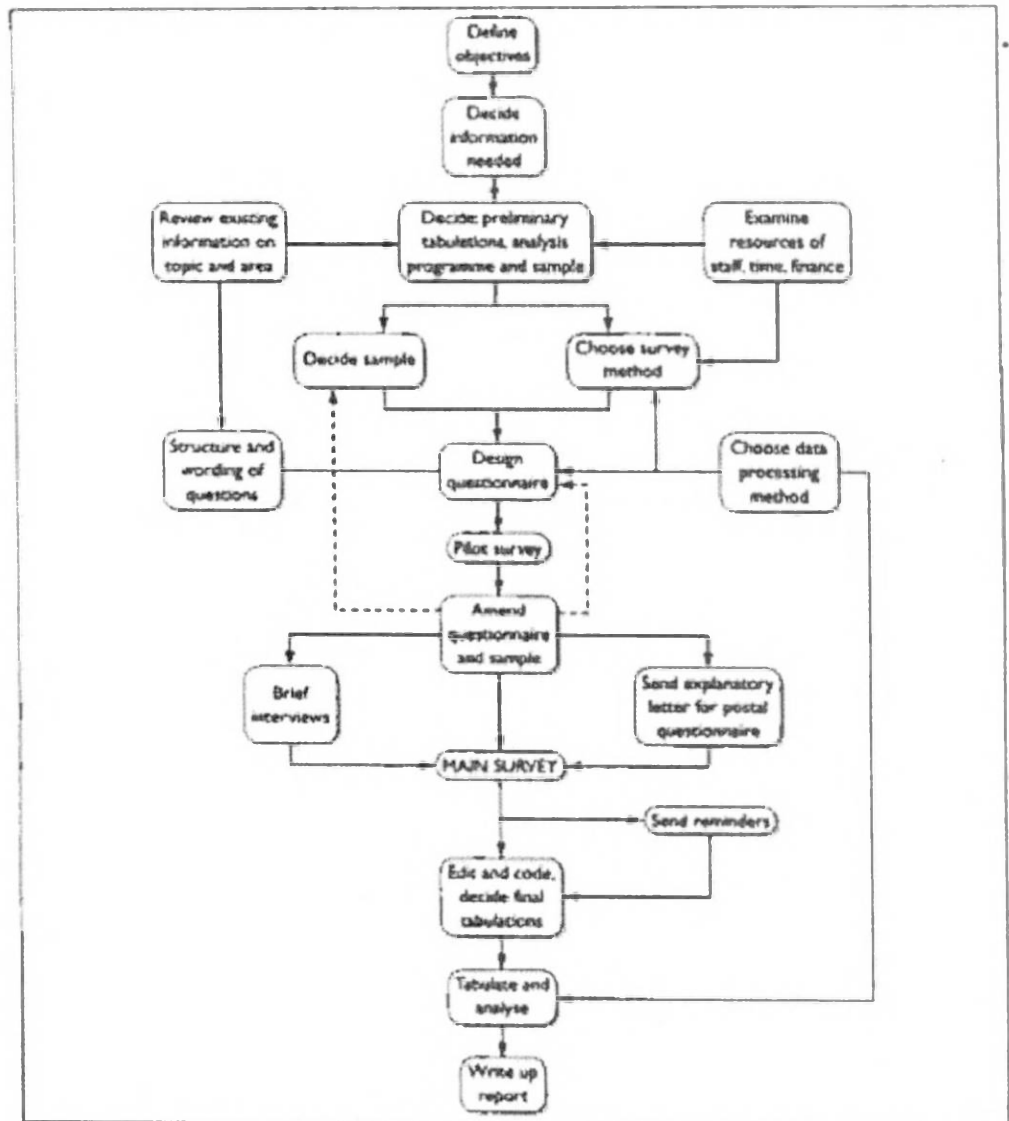 Define
objectives
Decide
information
needed
Review existing
information on
topic and area
Decide: preliminary
tabulations, analysis
programme and sample
Examine
resources of
staff, time, finance
Decide sample
Choose survey
method
Structure and
wording of
questions
Design
questionnaire
Choose data
processing
method
Pilot survey
Amend
questionnaire
and sample
Brief
interviews
Send explanatory
letter for postal
questionnaire
MAIN SURVEY
Send reminders
Edit and code,
decide final
tabulations
Tabulate and
analyse
Write up
report